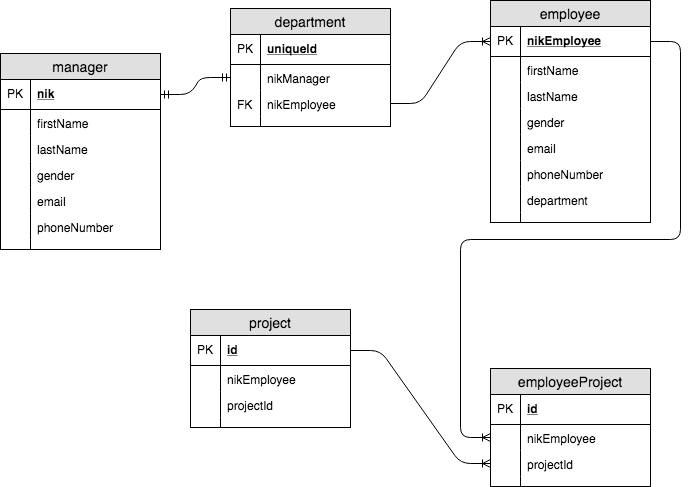 manager
PK nik
firstName
lastName
gender
email
phoneNumber
department
PK uniqueId
nikManager
FK nikEmployee
employee
PK nikEmployee
firstName
lastName
gender
email
phoneNumber
department
project
PK id
nikEmployee
projectId
employeeProject
PK id
nikEmployee
projectId